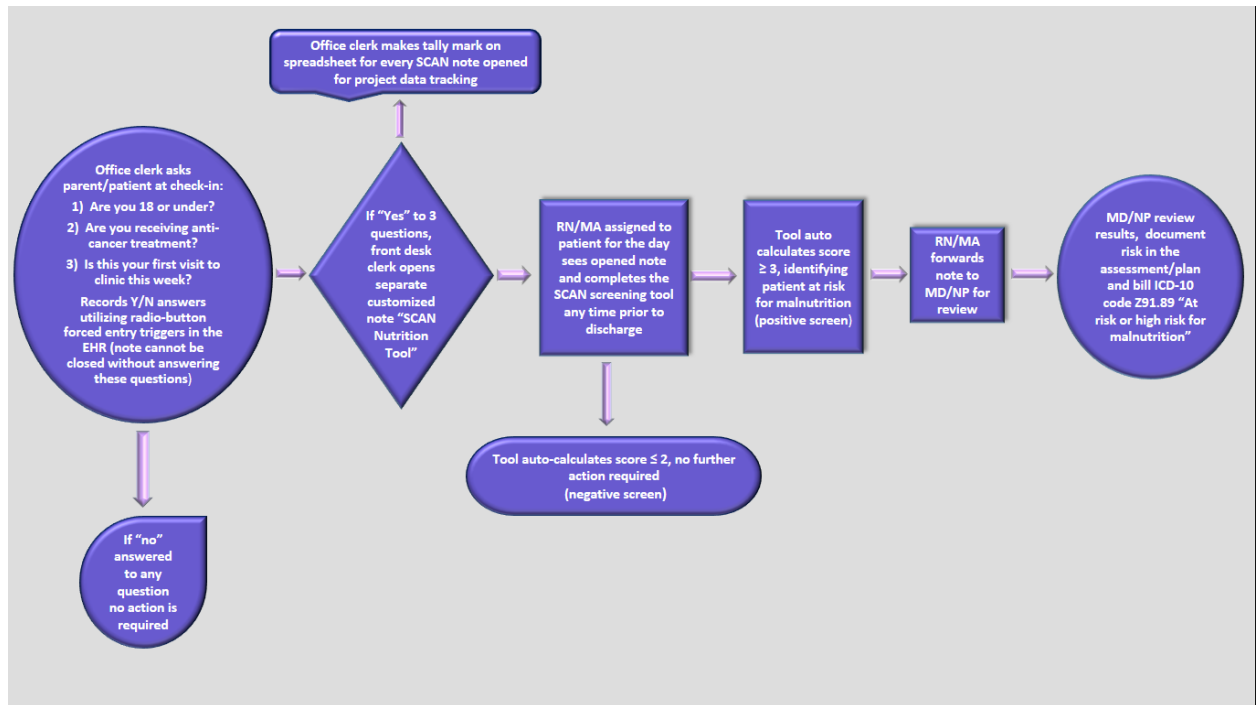 Office clerk makes tally mark on
spreadsheet for every SCAN note opened
for project data tracking
Office clerk asks
parent/patient at check-in:
1) Are you 18 or under?
2) Are you receiving anti-
cancer treatment?
3) Is this your first visit to
clinic this week?
Records Y/N answers
utilizing radio-button
forced entry triggers in the
EHR (note cannot be
closed without answering
these questions)
If "no"
answered
to any
question
no action is
required
If “Yes” to 3
questions,
front desk
clerk opens
separate
customized
note “SCAN
Nutrition
Tool”
RN/MA assigned to
patient for the day
sees opened note
and completes the
SCAN screening tool
any time prior to
discharge
Tool auto-calculates score ≤ 2, no further
action required
(negative screen)
Tool auto
calculates score
≥ 3, identifying
patient at risk
for malnutrition
(positive screen)
RN/MA
forwards
note to
MD/NP for
review
MD/NP review
results, document
risk in the
assessment/plan
and bill ICD-10
code Z91.89 “At
risk or high risk for
malnutrition”